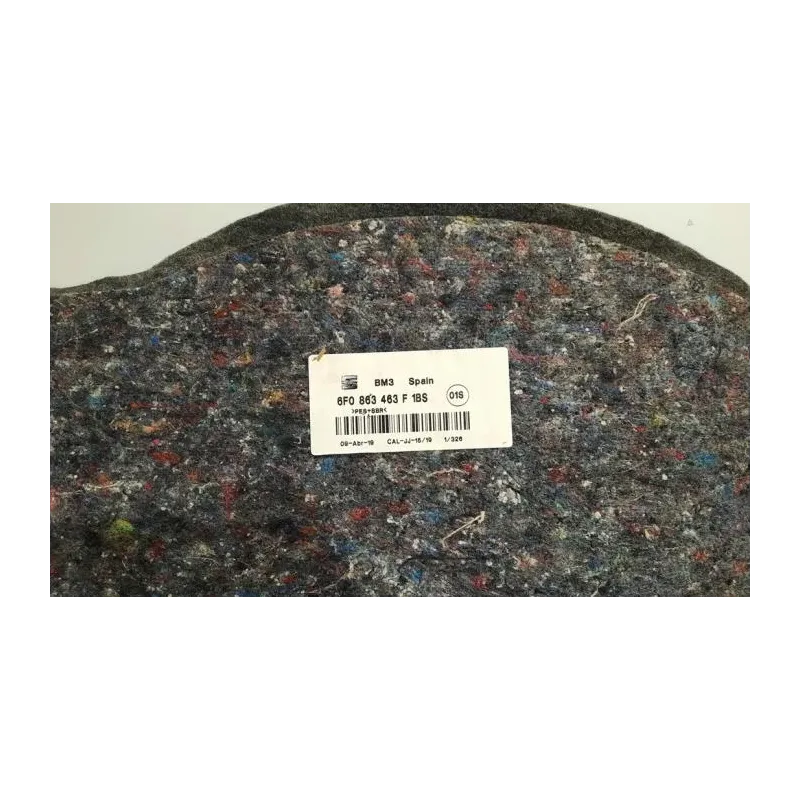 BM3 Spain
6F0 863 463 F 1BS 01S
>PES+SBR<
09-Abr-19 CAL-JJ-15/19 1/326